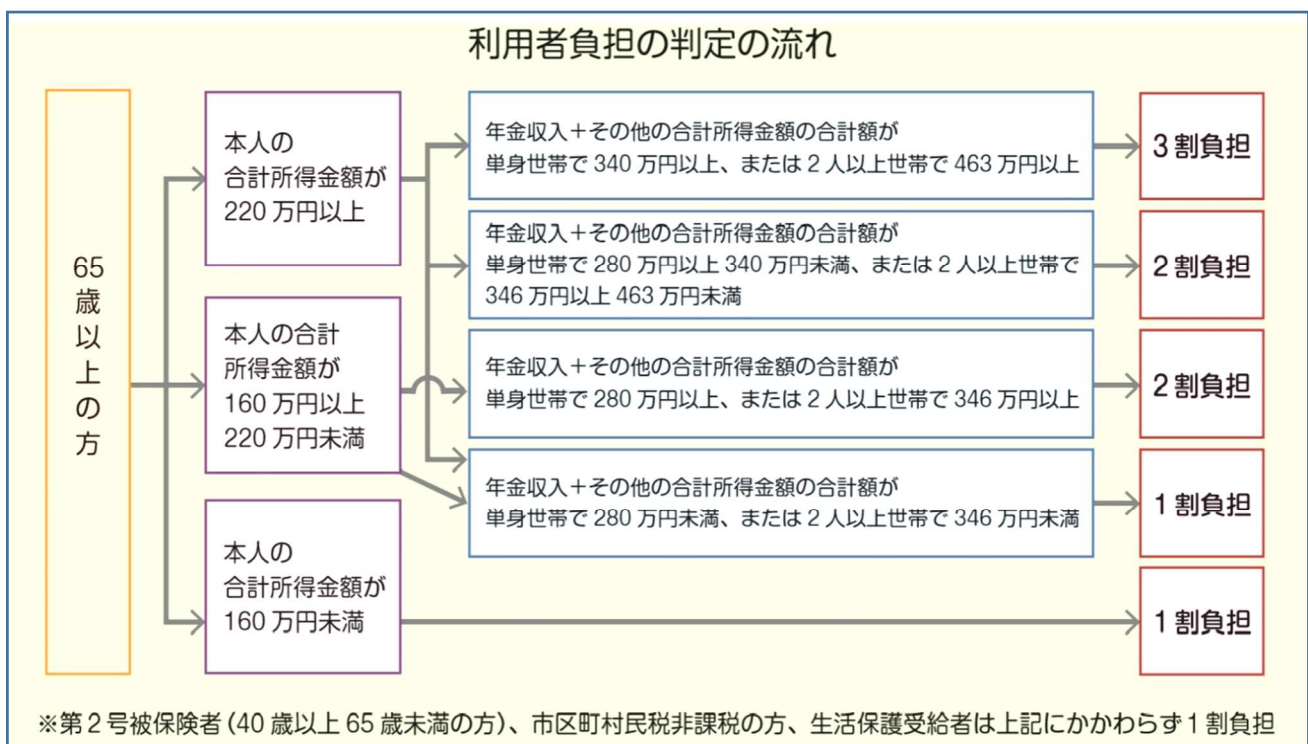 利用者負担の判定の流れ
65歳以上の方
本人の
合計所得金額が
220万円以上
年金収入＋その他の合計所得金額の合計額が
単身世帯で340万円以上、または2人以上世帯で463万円以上
3割負担
年金収入＋その他の合計所得金額の合計額が
単身世帯で280万円以上340万円未満、または2人以上世帯で
346万円以上463万円未満
2割負担
本人の合計
所得金額が
160万円以上
220万円未満
年金収入＋その他の合計所得金額の合計額が
単身世帯で280万円以上、または2人以上世帯で346万円以上
2割負担
年金収入＋その他の合計所得金額の合計額が
単身世帯で280万円未満、または2人以上世帯で346万円未満
1割負担
本人の
合計所得金額が
160万円未満
1割負担
※第2号被保険者（40歳以上65歳未満の方）、市区町村民税非課税の方、生活保護受給者は上記にかかわらず1割負担